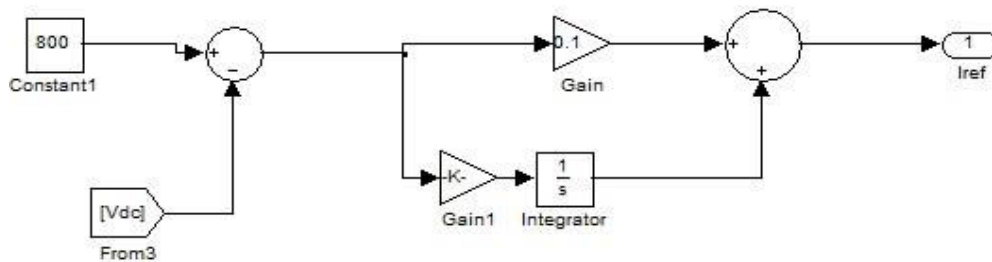 800
Constant1
+
−
[Vdc]
From3
0.1
Gain
-K-
Gain1
1
s
Integrator
+
+
1
Iref